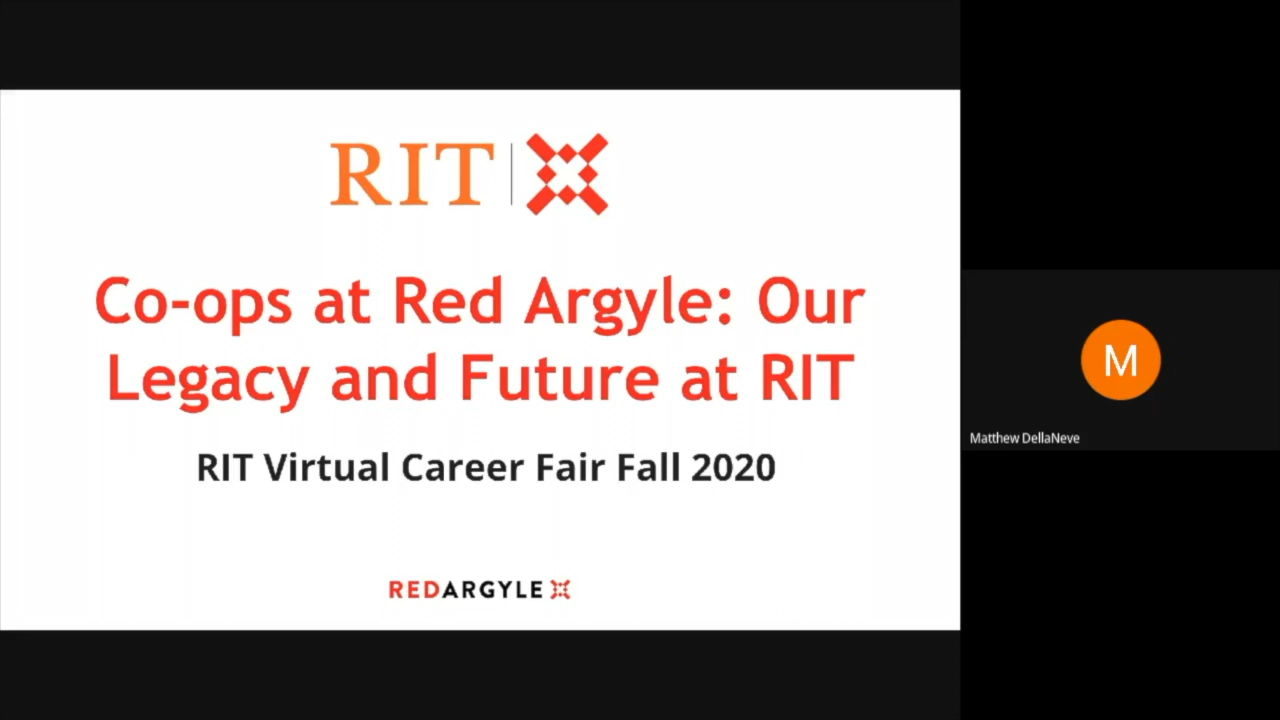 RIT
Co-ops at Red Argyle: Our
Legacy and Future at RIT
RIT Virtual Career Fair Fall 2020
REDARGYLE
M
Matthew DellaNeve